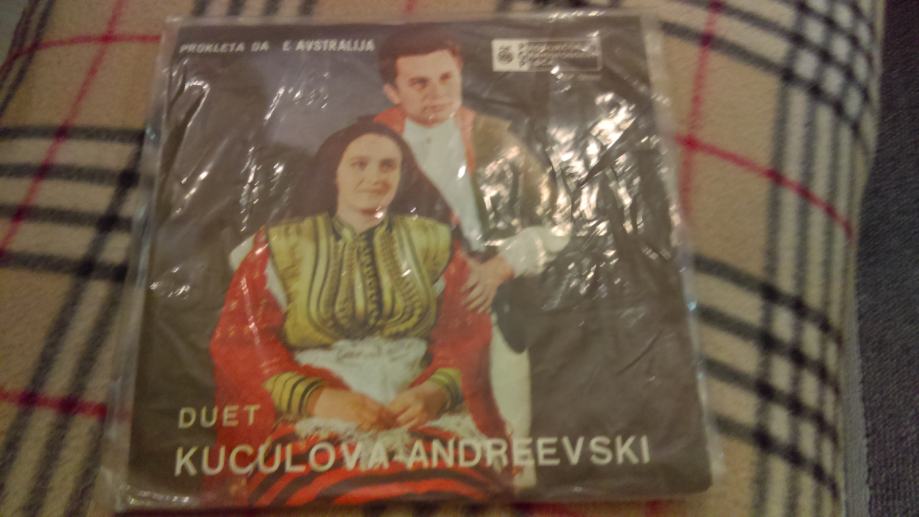 PROKLETA DA E AVSTRALIJA
DUET
KUCULOVA-ANDREEVSKI